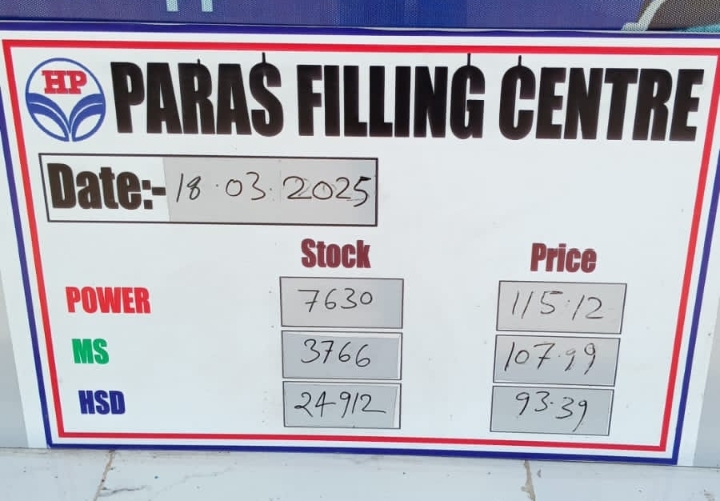 HP PARAS FILLING CENTRE
Date:- 18.03.2025
Stock Price
POWER 7630 115.12
MS 3766 107.99
HSD 24912 93.39